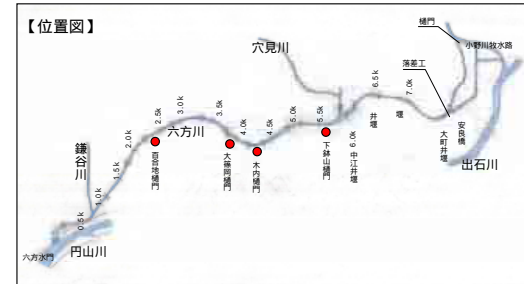 【位置図】
樋門
小野川放水路
穴見川
落差工
6.5k
7.0k
井堰
堰
3.5k
3.0k
2.5k
4.0k
4.5k
5.0k
5.5k
6.0k
六方川
2.0k
安良橋
大町井堰
中江井堰
下鉢山樋門
木内樋門
大篠岡樋門
百合地樋門
出石川
鎌谷川
1.5k
1.0k
0.5k
円山川
六方水門